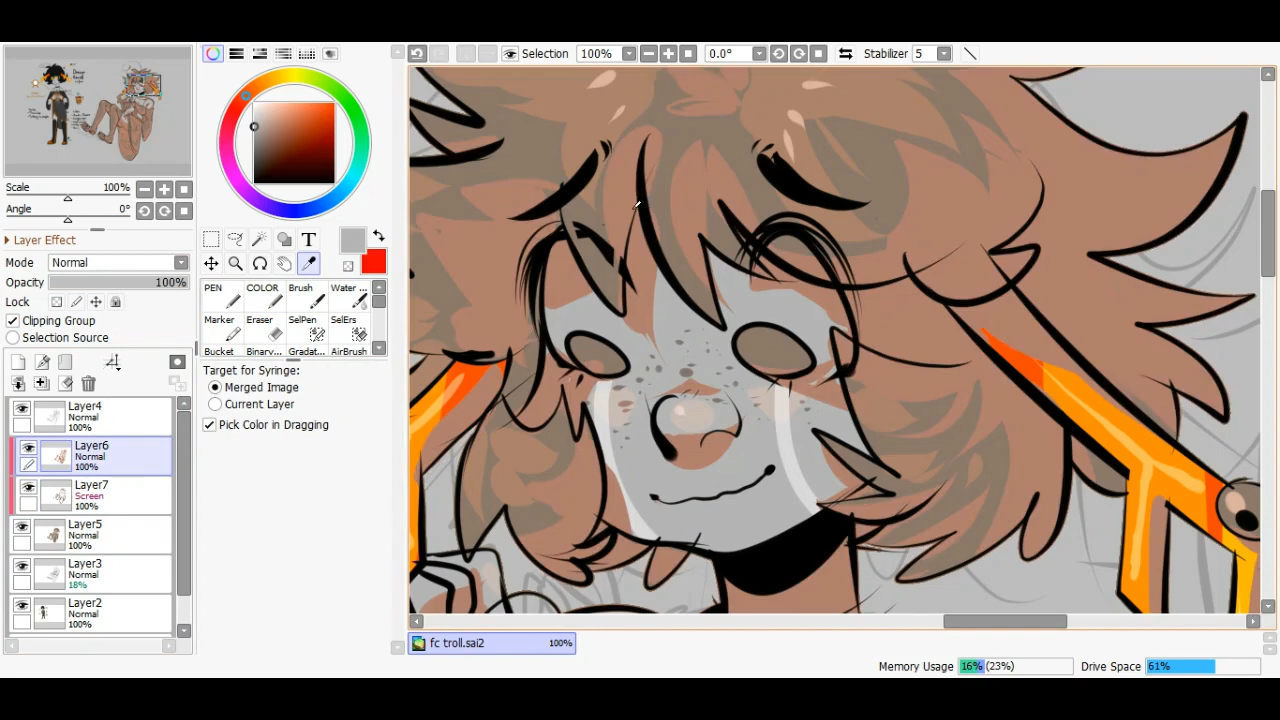 Selection 100% 0.0° Stabilizer 5
Scale 100%
Angle 0°
Layer Effect
Mode Normal
Opacity 100%
Lock
Clipping Group
Selection Source
Layer4
Normal
100%
Layer6
Normal
100%
Layer7
Screen
100%
Layer5
Normal
100%
Layer3
Normal
18%
Layer2
Normal
100%
T
PEN COLOR Brush Water ...
Marker Eraser SelPen SelErs
Bucket Binary... Gradat... AirBrush
Target for Syringe:
Merged Image
Current Layer
Pick Color in Dragging
fc troll.sai2 100%
Memory Usage 16% (23%) Drive Space 61%